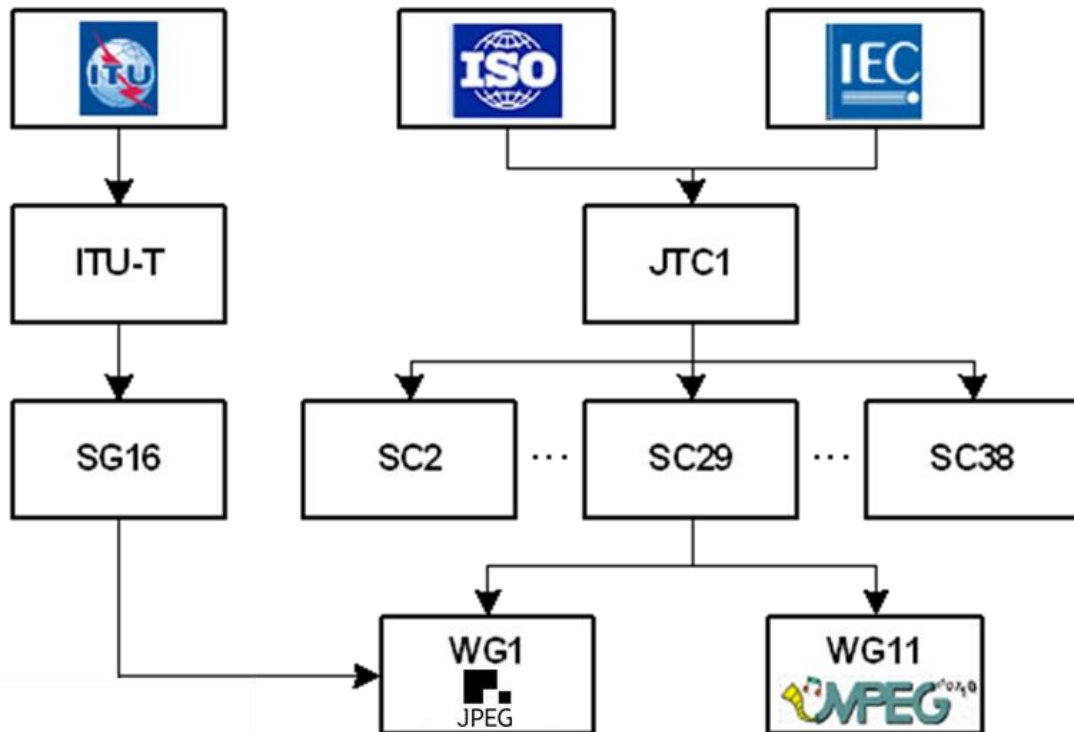 ITU
ISO
IEC
ITU-T
JTC1
SG16
SC2
...
SC29
...
SC38
WG1
JPEG
WG11
MPEG